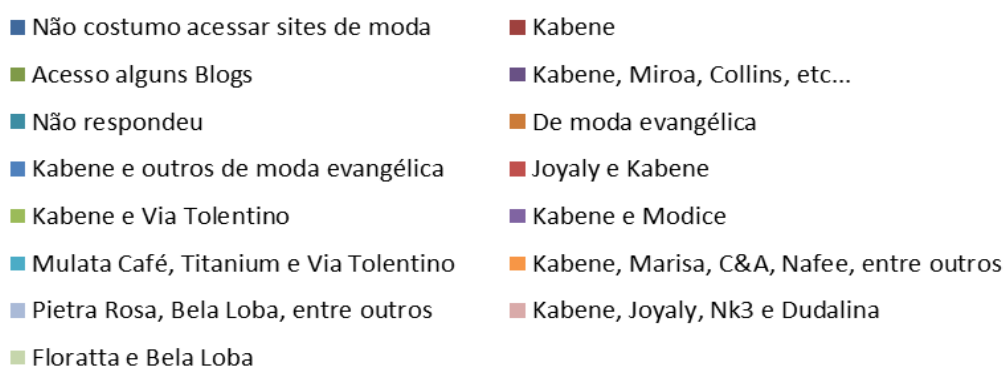 Não costumo acessar sites de moda
Kabene
Acesso alguns Blogs
Kabene, Miroa, Collins, etc...
Não respondeu
De moda evangélica
Kabene e outros de moda evangélica
Joyaly e Kabene
Kabene e Via Tolentino
Kabene e Modice
Mulata Café, Titanium e Via Tolentino
Kabene, Marisa, C&A, Nafee, entre outros
Pietra Rosa, Bela Loba, entre outros
Kabene, Joyaly, Nk3 e Dudalina
Floratta e Bela Loba